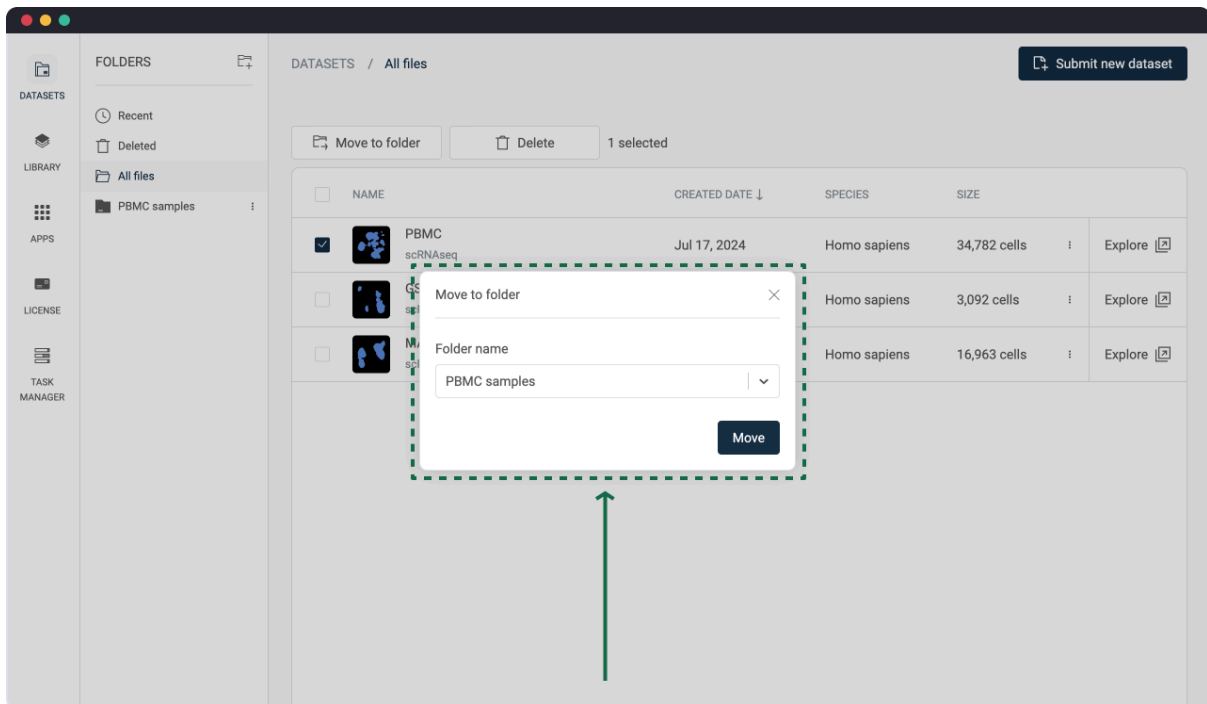 DATASETS
LIBRARY
APPS
LICENSE
TASK
MANAGER
FOLDERS
Recent
Deleted
All files
PBMC samples
DATASETS / All files
Submit new dataset
Move to folder Delete 1 selected
NAME CREATED DATE ↓ SPECIES SIZE
PBMC
scRNAseq
Jul 17, 2024 Homo sapiens 34,782 cells Explore
Homo sapiens 3,092 cells Explore
Homo sapiens 16,963 cells Explore
Move to folder
Folder name
PBMC samples
Move